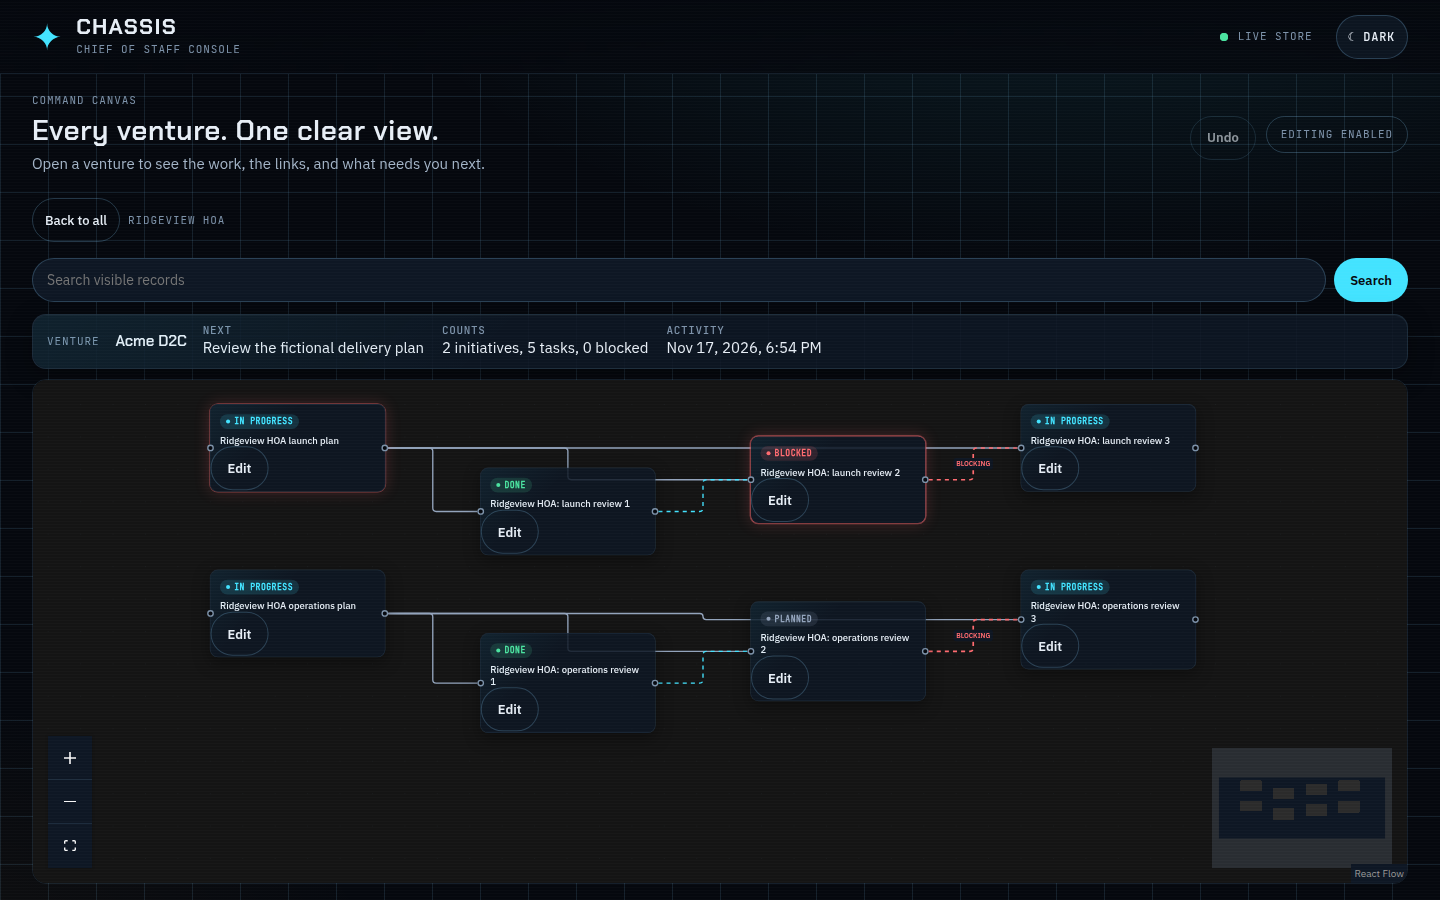 CHASSIS
CHIEF OF STAFF CONSOLE
LIVE STORE
DARK
COMMAND CANVAS
Every venture. One clear view.
Open a venture to see the work, the links, and what needs you next.
Undo
EDITING ENABLED
Back to all
RIDGEVIEW HOA
Search visible records
Search
VENTURE
Acme D2C
NEXT
Review the fictional delivery plan
COUNTS
2 initiatives, 5 tasks, 0 blocked
ACTIVITY
Nov 17, 2026, 6:54 PM
IN PROGRESS
Ridgeview HOA launch plan
Edit
DONE
Ridgeview HOA: launch review 1
Edit
BLOCKED
Ridgeview HOA: launch review 2
Edit
BLOCKING
IN PROGRESS
Ridgeview HOA: launch review 3
Edit
IN PROGRESS
Ridgeview HOA operations plan
Edit
DONE
Ridgeview HOA: operations review
1
Edit
PLANNED
Ridgeview HOA: operations review
2
Edit
BLOCKING
IN PROGRESS
Ridgeview HOA: operations review
3
Edit
React Flow